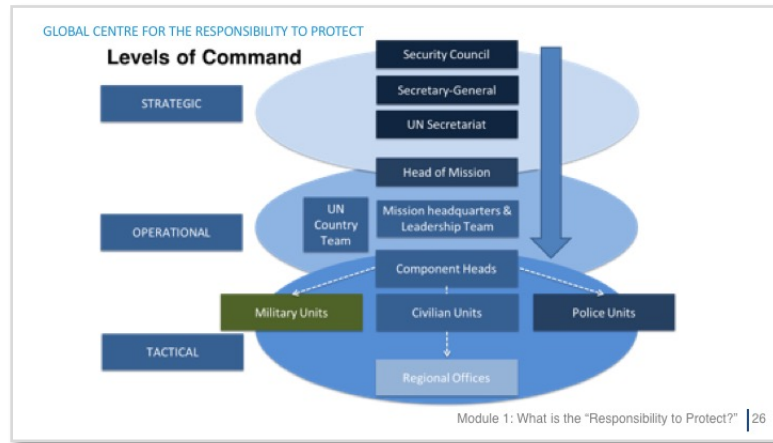 GLOBAL CENTRE FOR THE RESPONSIBILITY TO PROTECT
Levels of Command
Security Council
Secretary-General
STRATEGIC
UN Secretariat
Head of Mission
UN
Country
Team
Mission headquarters &
Leadership Team
OPERATIONAL
Component Heads
Military Units
Civilian Units
Police Units
TACTICAL
Regional Offices
Module 1: What is the “Responsibility to Protect?” 26